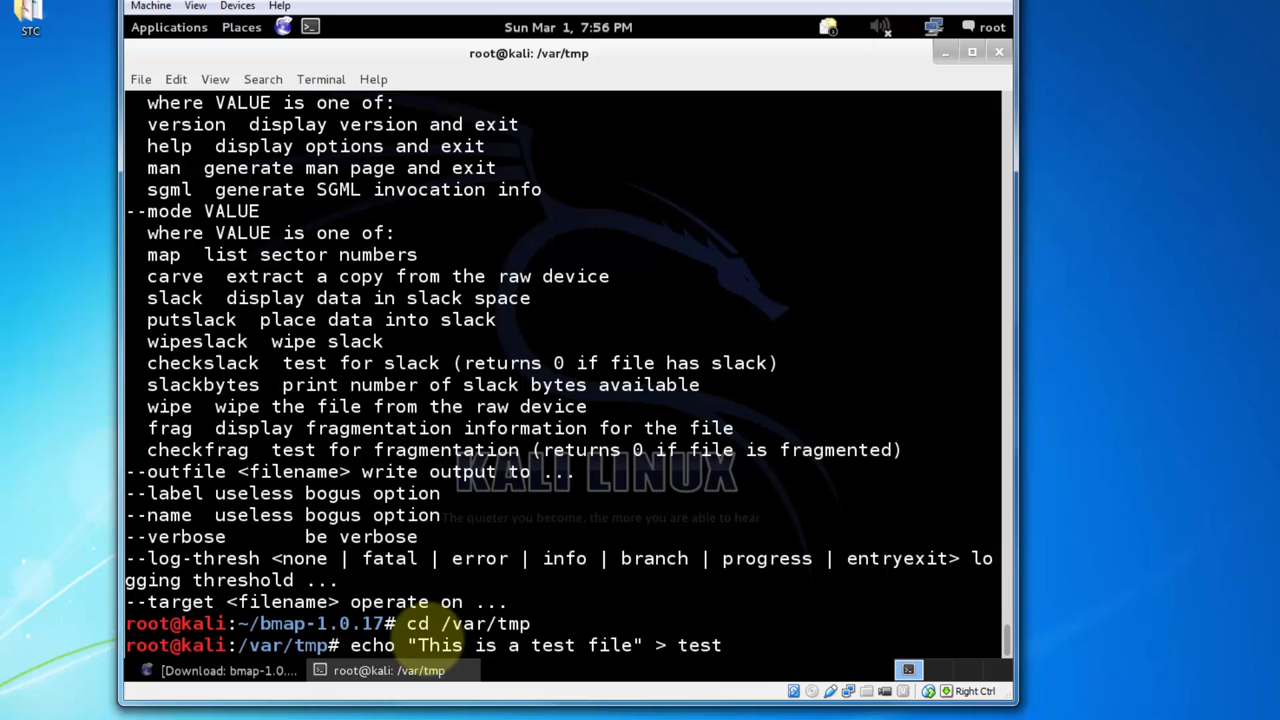 Machine View Devices Help
STC
Applications Places Sun Mar 1, 7:56 PM root
root@kali: /var/tmp
File Edit View Search Terminal Help
where VALUE is one of:
version display version and exit
help display options and exit
man generate man page and exit
sgml generate SGML invocation info
--mode VALUE
where VALUE is one of:
map list sector numbers
carve extract a copy from the raw device
slack display data in slack space
putslack place data into slack
wipeslack wipe slack
checkslack test for slack (returns 0 if file has slack)
slackbytes print number of slack bytes available
wipe wipe the file from the raw device
frag display fragmentation information for the file
checkfrag test for fragmentation (returns 0 if file is fragmented)
--outfile <filename> write output to ...
KALI LINUX
--label useless bogus option
--name useless bogus option
The quieter you become, the more you are able to hear.
--verbose be verbose
--log-thresh <none | fatal | error | info | branch | progress | entryexit> lo
gging threshold ...
--target <filename> operate on ...
root@kali:~/bmap-1.0.17# cd /var/tmp
root@kali:/var/tmp# echo "This is a test file" > test
[Download: bmap-1.0.... root@kali: /var/tmp
Right Ctrl